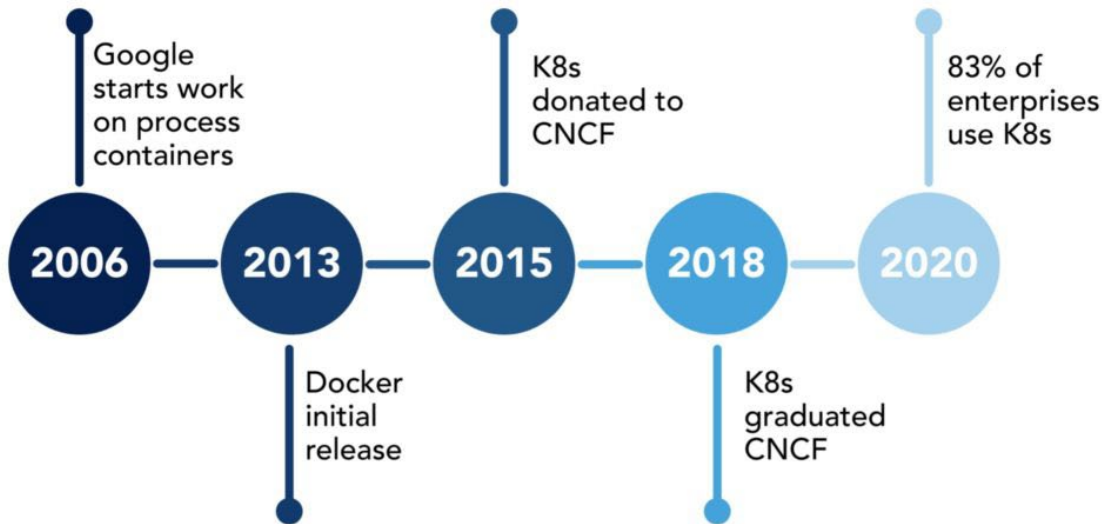 Google
starts work
on process
containers
K8s
donated to
CNCF
83% of
enterprises
use K8s
2006
2013
2015
2018
2020
Docker
initial
release
K8s
graduated
CNCF